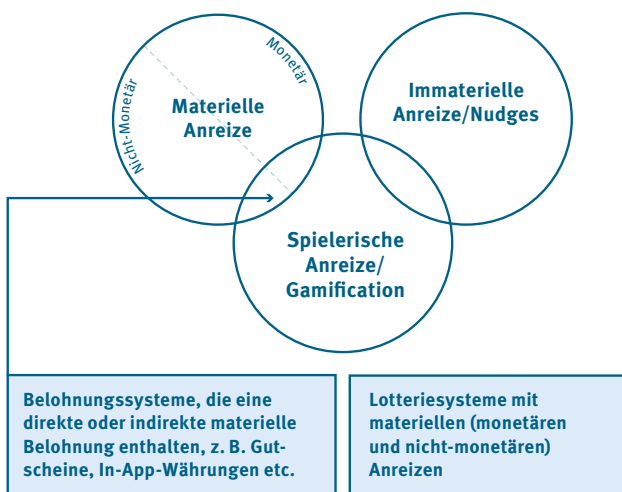 Monetär
Nicht-Monetär
Materielle
Anreize
Immaterielle
Anreize/Nudges
Spielerische
Anreize/
Gamification
Belohnungssysteme, die eine
direkte oder indirekte materielle
Belohnung enthalten, z. B. Gut-
scheine, In-App-Währungen etc.
Lotteriesysteme mit
materiellen (monetären
und nicht-monetären)
Anreizen